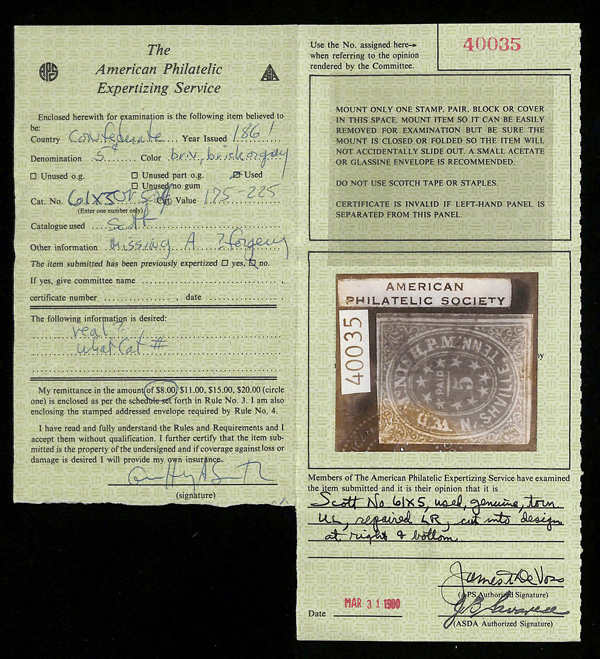 The
American Philatelic
Expertizing Service
APS
Enclosed herewith for examination is the following item believed to
be:
Country Confederate Year Issued 1861
Denomination 5 Color brn, brick or gray
□ Unused o.g. □ Unused part o.g. ☑ Used
□ Unused/no gum
Cat. No. 61X5 or Value 175-225
(Enter one number only)
Catalogue used Scott
Other information Missing A ? forgery
The item submitted has been previously expertized □ yes, ☑ no.
If yes, give committee name
certificate number , date
The following information is desired:
real?
what Cat #
My remittance in the amount of $8.00, $11.00, $15.00, $20.00 (circle
one) is enclosed as per the schedule set forth in Rule No. 3. I am also
enclosing the stamped addressed envelope required by Rule No. 4.
I have read and fully understand the Rules and Requirements and I
accept them without qualification. I further certify that the item sub-
mitted is the property of the undersigned and if coverage against loss or
damage is desired I will provide my own insurance.
(signature)
Use the No. assigned here→
when referring to the opinion
rendered by the Committee.
40035
MOUNT ONLY ONE STAMP, PAIR, BLOCK OR COVER
IN THIS SPACE. MOUNT ITEM SO IT CAN BE EASILY
REMOVED FOR EXAMINATION BUT BE SURE THE
MOUNT IS CLOSED OR FOLDED SO THE ITEM WILL
NOT ACCIDENTALLY SLIDE OUT. A SMALL ACETATE
OR GLASSINE ENVELOPE IS RECOMMENDED.
DO NOT USE SCOTCH TAPE OR STAPLES.
CERTIFICATE IS INVALID IF LEFT-HAND PANEL IS
SEPARATED FROM THIS PANEL.
AMERICAN
PHILATELIC SOCIETY
40035
by
Members of The American Philatelic Expertizing Service have examined
the item submitted and it is their opinion that it is
Scott No 61X5, used, genuine, torn
UL, repaired LR, cut into design
at right & bottom
James T. DeVoss
(APS Authorized Signature)
(ASDA Authorized Signature)
Date MAR 31 1980